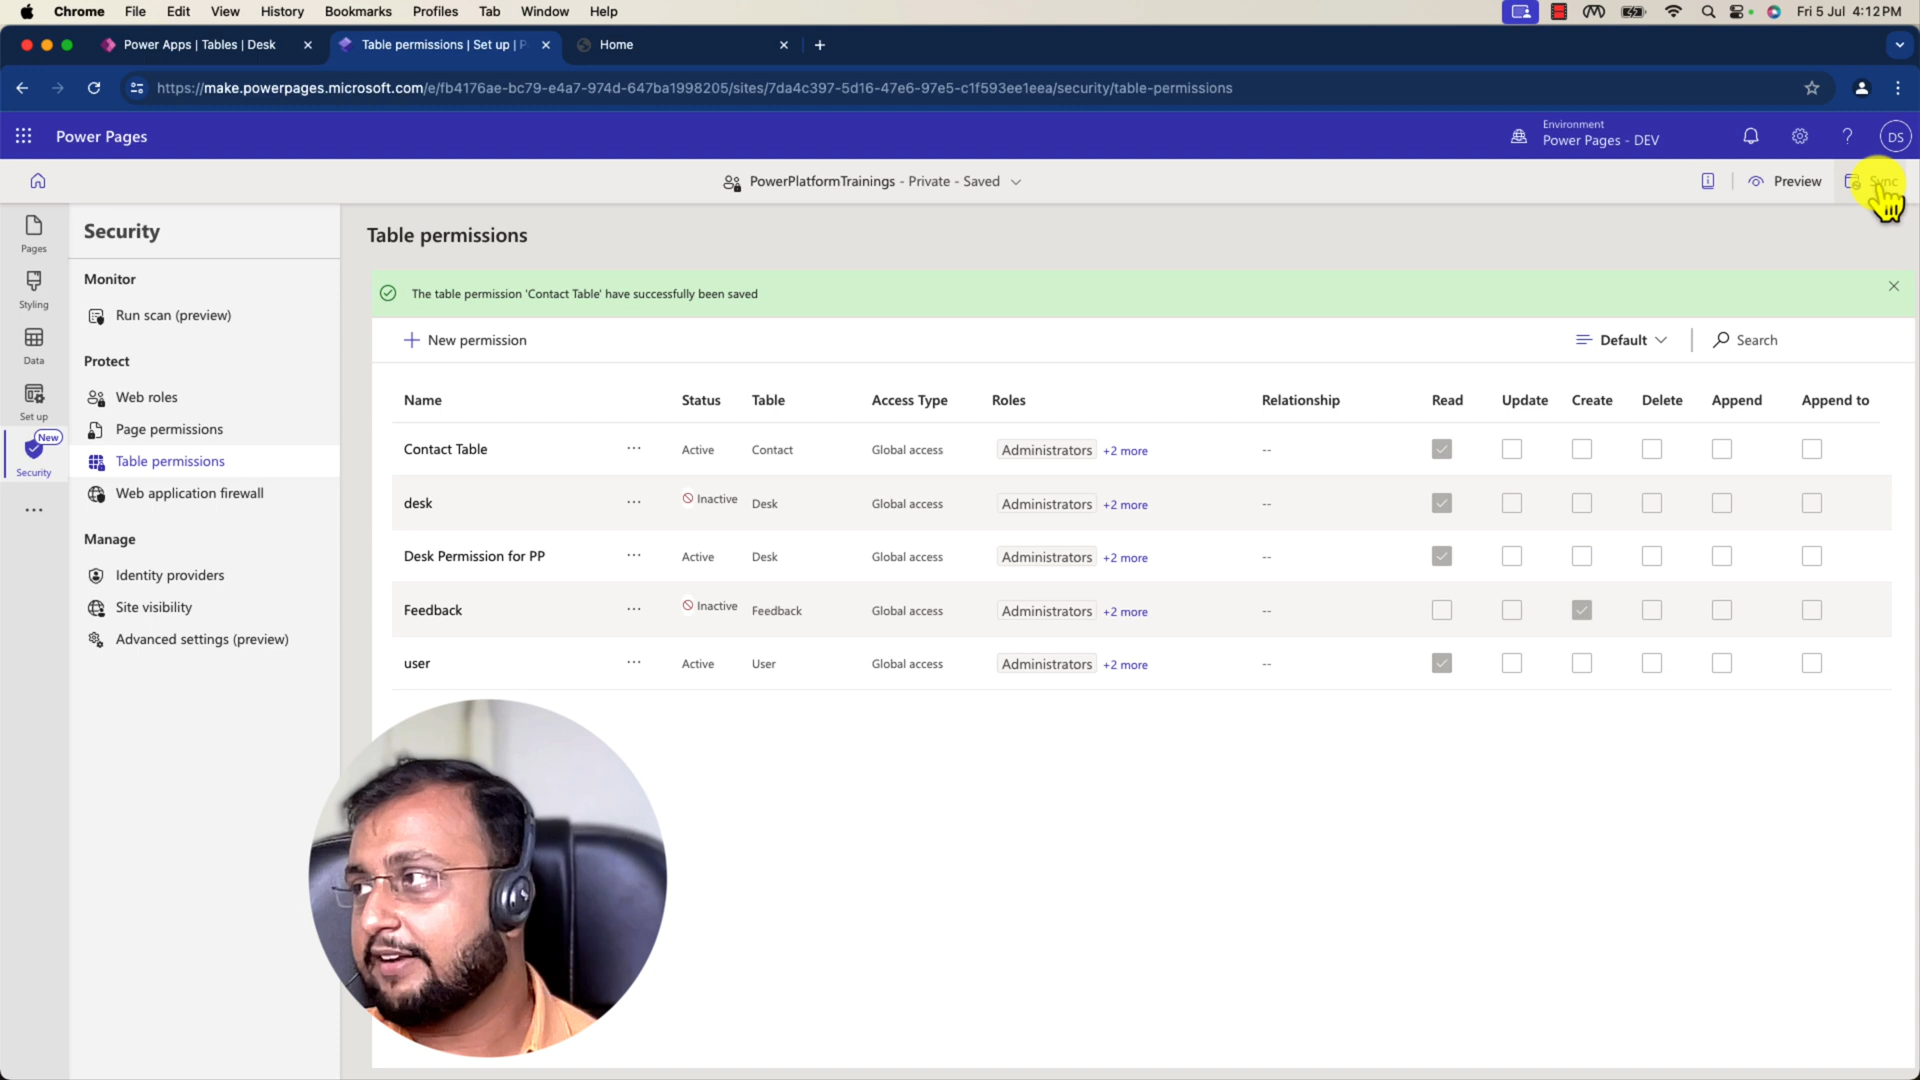 Chrome File Edit View History Bookmarks Profiles Tab Window Help Fri 5 Jul 4:12 PM
Power Apps | Tables | Desk Table permissions | Set up | P Home
https://make.powerpages.microsoft.com/e/fb4176ae-bc79-e4a7-974d-647ba1998205/sites/7da4c397-5d16-47e6-97e5-c1f593ee1eea/security/table-permissions
Power Pages Environment
Power Pages - DEV ? DS
PowerPlatformTrainings - Private - Saved Preview Sync
Pages
Styling
Data
Set up
New
Security
Security
Monitor
Run scan (preview)
Protect
Web roles
Page permissions
Table permissions
Web application firewall
Manage
Identity providers
Site visibility
Advanced settings (preview)
Table permissions
The table permission 'Contact Table' have successfully been saved
New permission Default Search
Name Status Table Access Type Roles Relationship Read Update Create Delete Append Append to
Contact Table ... Active Contact Global access Administrators +2 more --
desk ... Inactive Desk Global access Administrators +2 more --
Desk Permission for PP ... Active Desk Global access Administrators +2 more --
Feedback ... Inactive Feedback Global access Administrators +2 more --
user ... Active User Global access Administrators +2 more --